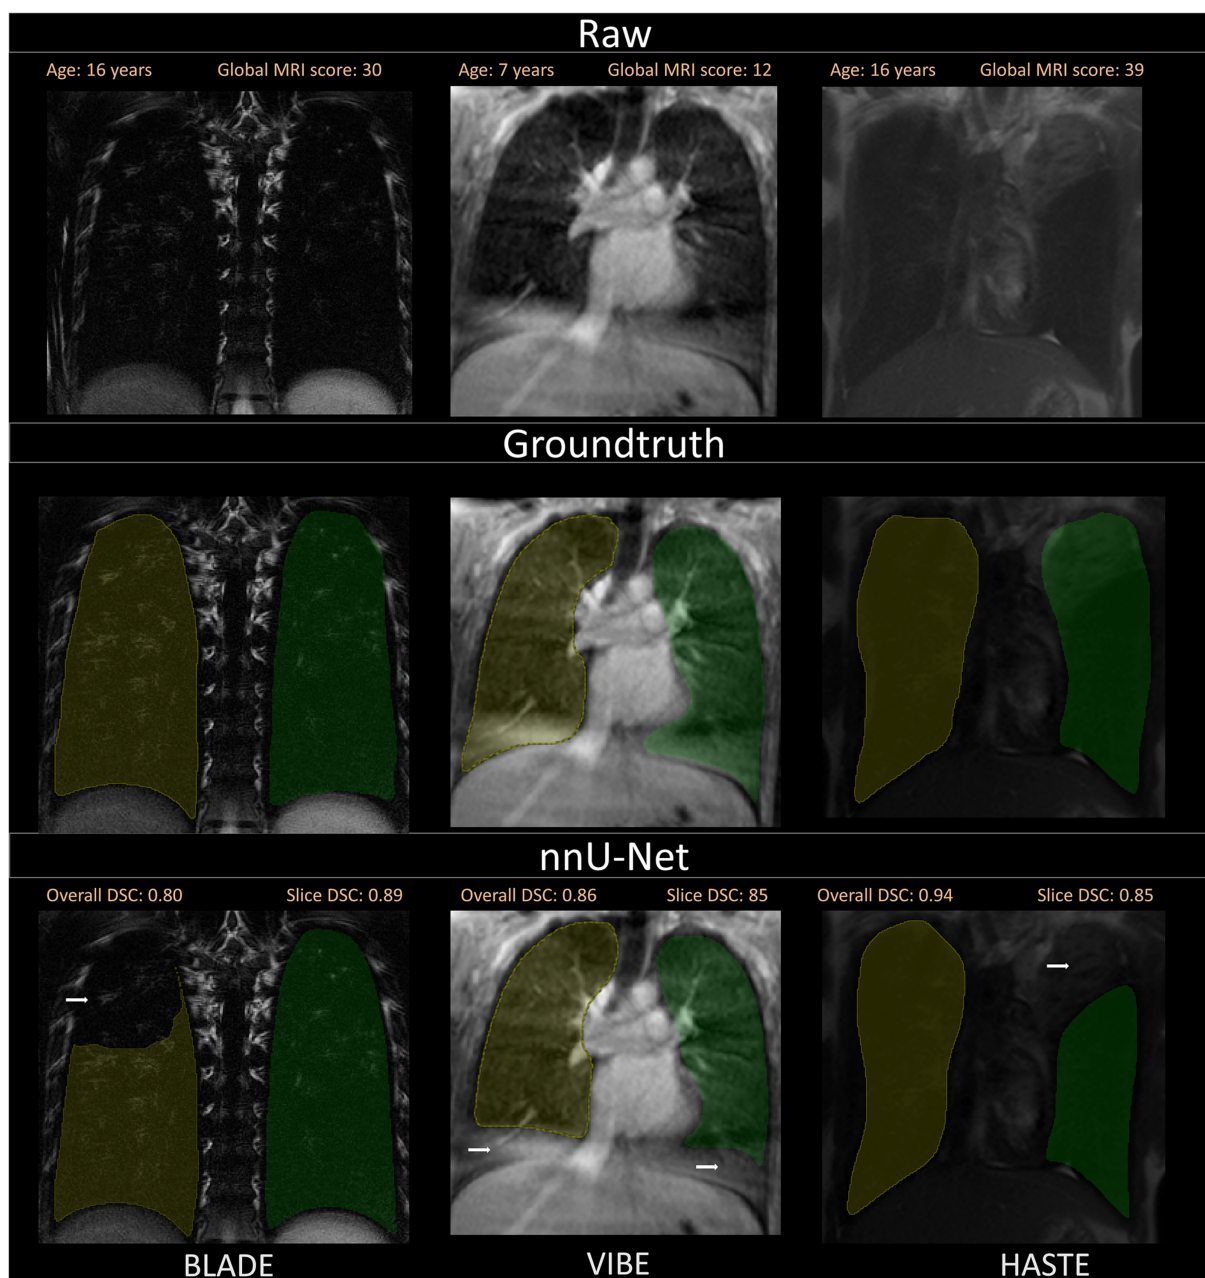 Raw
Age: 16 years Global MRI score: 30 Age: 7 years Global MRI score: 12 Age: 16 years Global MRI score: 39
Groundtruth
nnU-Net
Overall DSC: 0.80 Slice DSC: 0.89 Overall DSC: 0.86 Slice DSC: 85 Overall DSC: 0.94 Slice DSC: 0.85
BLADE VIBE HASTE